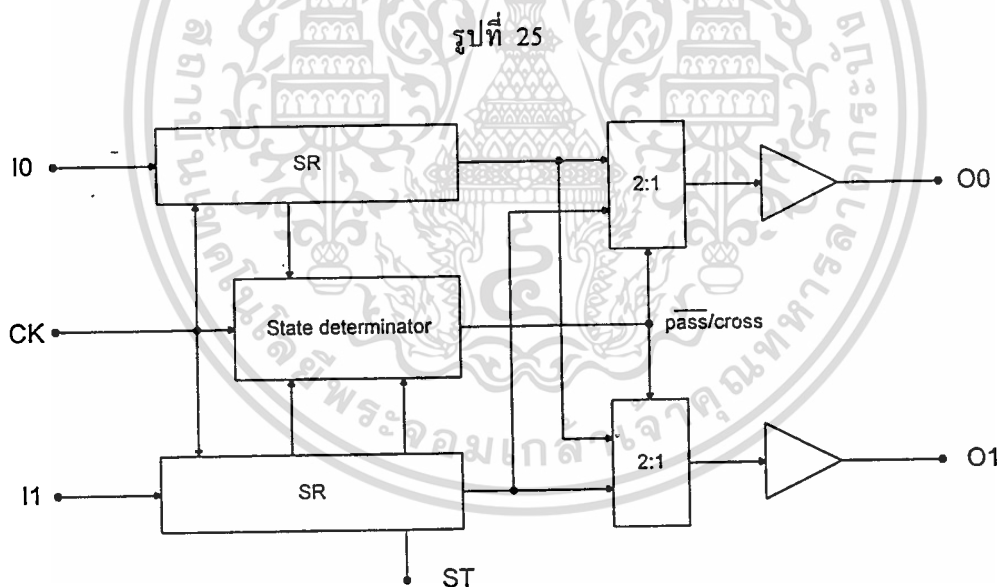 รูปที่ 25
I0
SR
2:1
O0
CK
State determinator
pass/cross
I1
SR
2:1
O1
ST